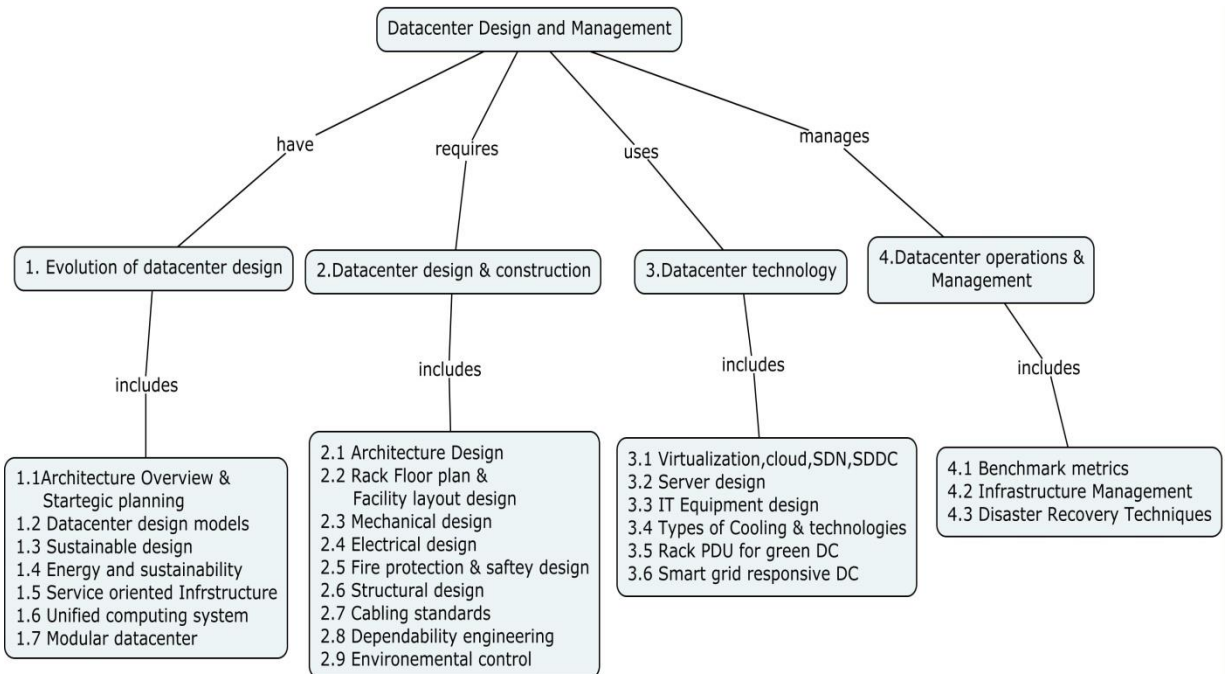 Datacenter Design and Management
have
requires
uses
manages
1. Evolution of datacenter design
2.Datacenter design & construction
3.Datacenter technology
4.Datacenter operations &
Management
includes
includes
includes
includes
1.1Architecture Overview &
Startegic planning
1.2 Datacenter design models
1.3 Sustainable design
1.4 Energy and sustainability
1.5 Service oriented Infrstructure
1.6 Unified computing system
1.7 Modular datacenter
2.1 Architecture Design
2.2 Rack Floor plan &
Facility layout design
2.3 Mechanical design
2.4 Electrical design
2.5 Fire protection & saftey design
2.6 Structural design
2.7 Cabling standards
2.8 Dependability engineering
2.9 Environemental control
3.1 Virtualization,cloud,SDN,SDDC
3.2 Server design
3.3 IT Equipment design
3.4 Types of Cooling & technologies
3.5 Rack PDU for green DC
3.6 Smart grid responsive DC
4.1 Benchmark metrics
4.2 Infrastructure Management
4.3 Disaster Recovery Techniques